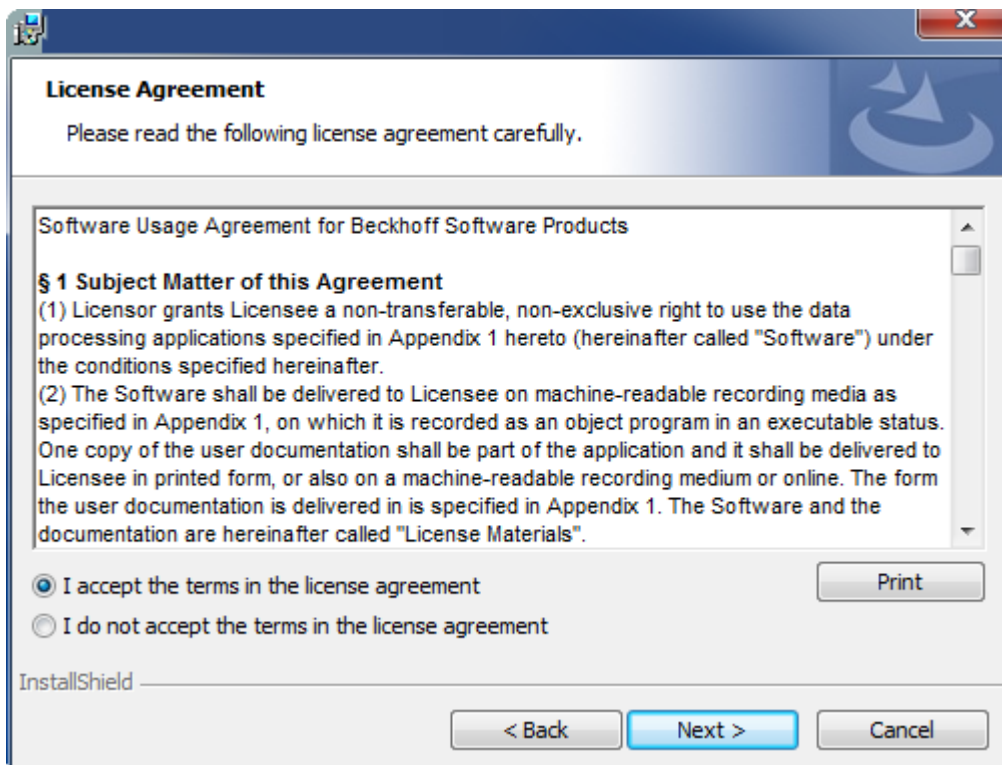 License Agreement
Please read the following license agreement carefully.
Software Usage Agreement for Beckhoff Software Products
§ 1 Subject Matter of this Agreement
(1) Licensor grants Licensee a non-transferable, non-exclusive right to use the data
processing applications specified in Appendix 1 hereto (hereinafter called "Software") under
the conditions specified hereinafter.
(2) The Software shall be delivered to Licensee on machine-readable recording media as
specified in Appendix 1, on which it is recorded as an object program in an executable status.
One copy of the user documentation shall be part of the application and it shall be delivered to
Licensee in printed form, or also on a machine-readable recording medium or online. The form
the user documentation is delivered in is specified in Appendix 1. The Software and the
documentation are hereinafter called "License Materials".
I accept the terms in the license agreement
Print
I do not accept the terms in the license agreement
InstallShield
< Back
Next >
Cancel